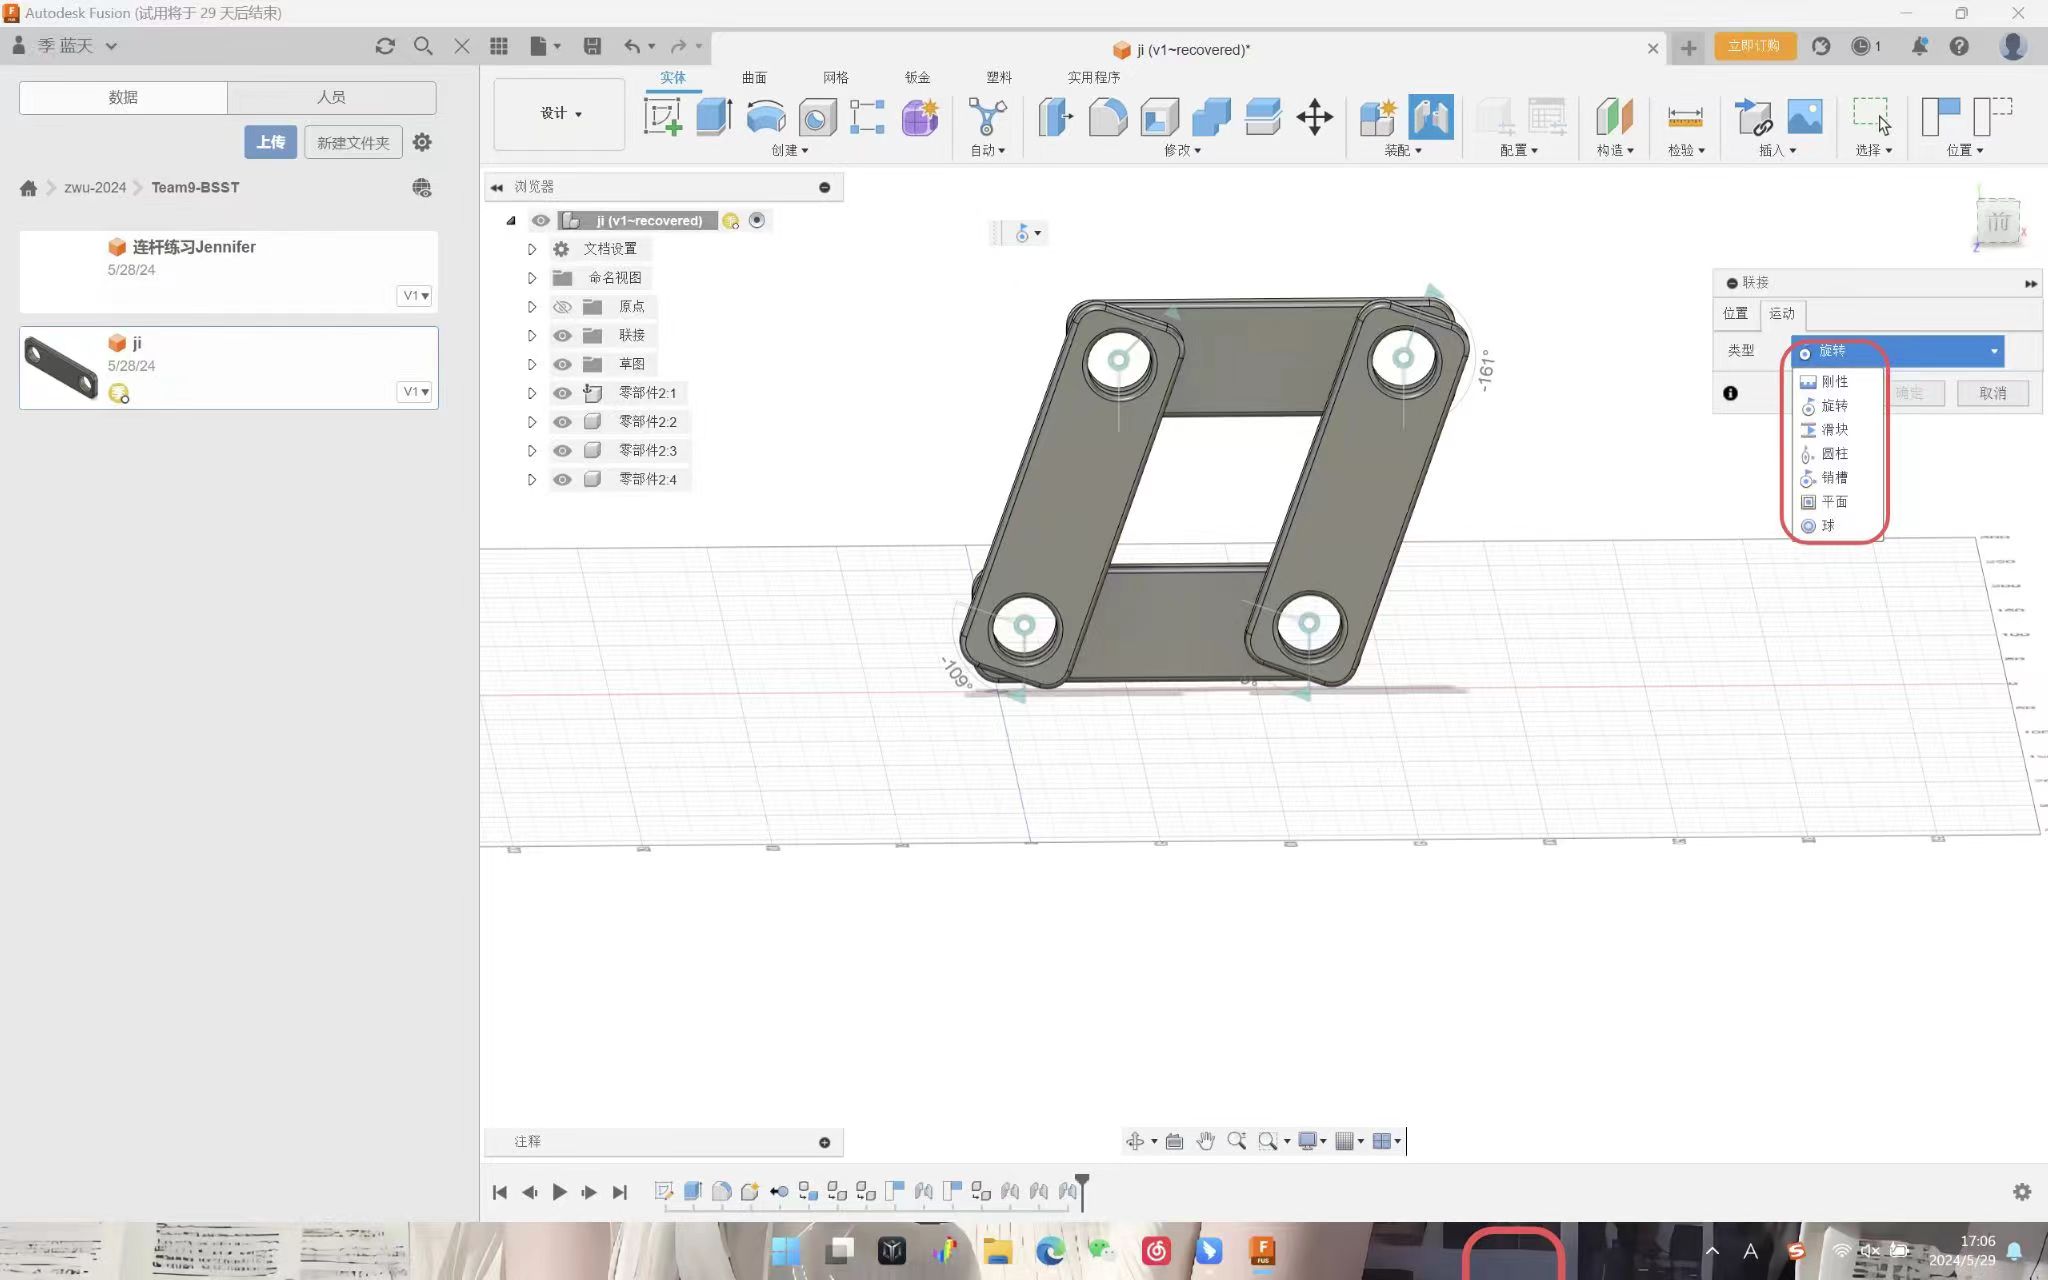 Autodesk Fusion (试用将于 29 天后结束)
季 蓝天
ji (v1~recovered)*
立即订购
1
数据
人员
上传
新建文件夹
zwu-2024
Team9-BSST
连杆练习Jennifer
5/28/24
V1
ji
5/28/24
V1
实体
曲面
网格
钣金
塑料
实用程序
设计
创建
自动
修改
装配
配置
构造
检验
插入
选择
位置
浏览器
ji (v1~recovered)
文档设置
命名视图
原点
联接
草图
零部件2:1
零部件2:2
零部件2:3
零部件2:4
前
X
Z
联接
位置
运动
类型
旋转
刚性
旋转
滑块
圆柱
销槽
平面
球
确定
取消
-161°
-109°
注释
17:06
2024/5/29